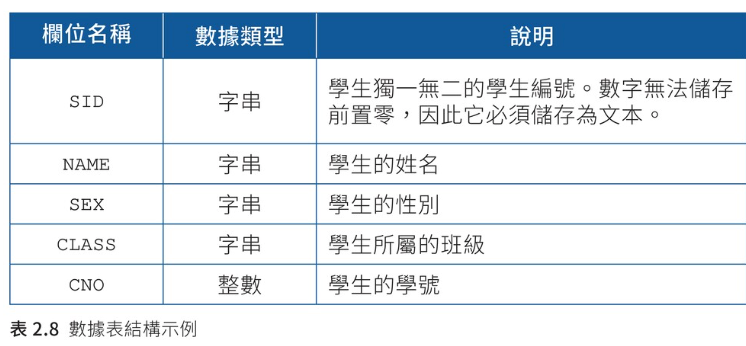 欄位名稱 數據類型 說明
SID 字串 學生獨一無二的學生編號。數字無法儲存
前置零,因此它必須儲存為文本。
NAME 字串 學生的姓名
SEX 字串 學生的性別
CLASS 字串 學生所屬的班級
CNO 整數 學生的學號
表 2.8 數據表結構示例